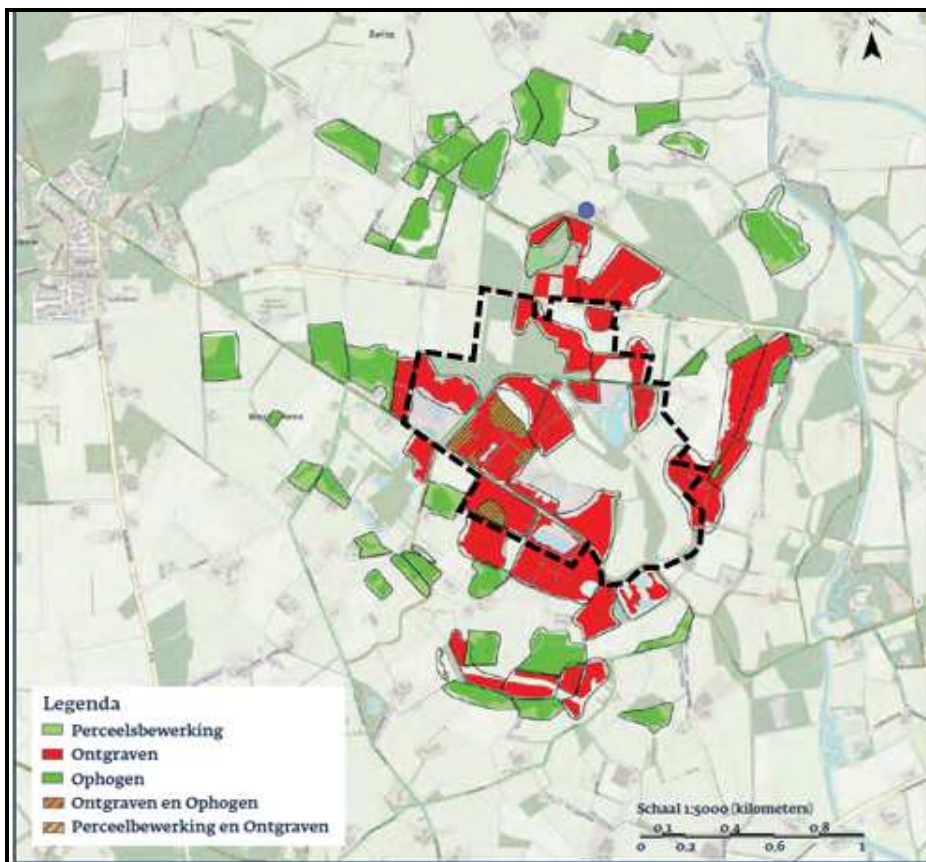 N
Legenda
Perceelsbewerking
Ontgraven
Ophogen
Ontgraven en Ophogen
Perceelbewerking en Ontgraven
Schaal 1:5000 (kilometers)
0,1 0,4 0,8
0 0,2 0,6 1